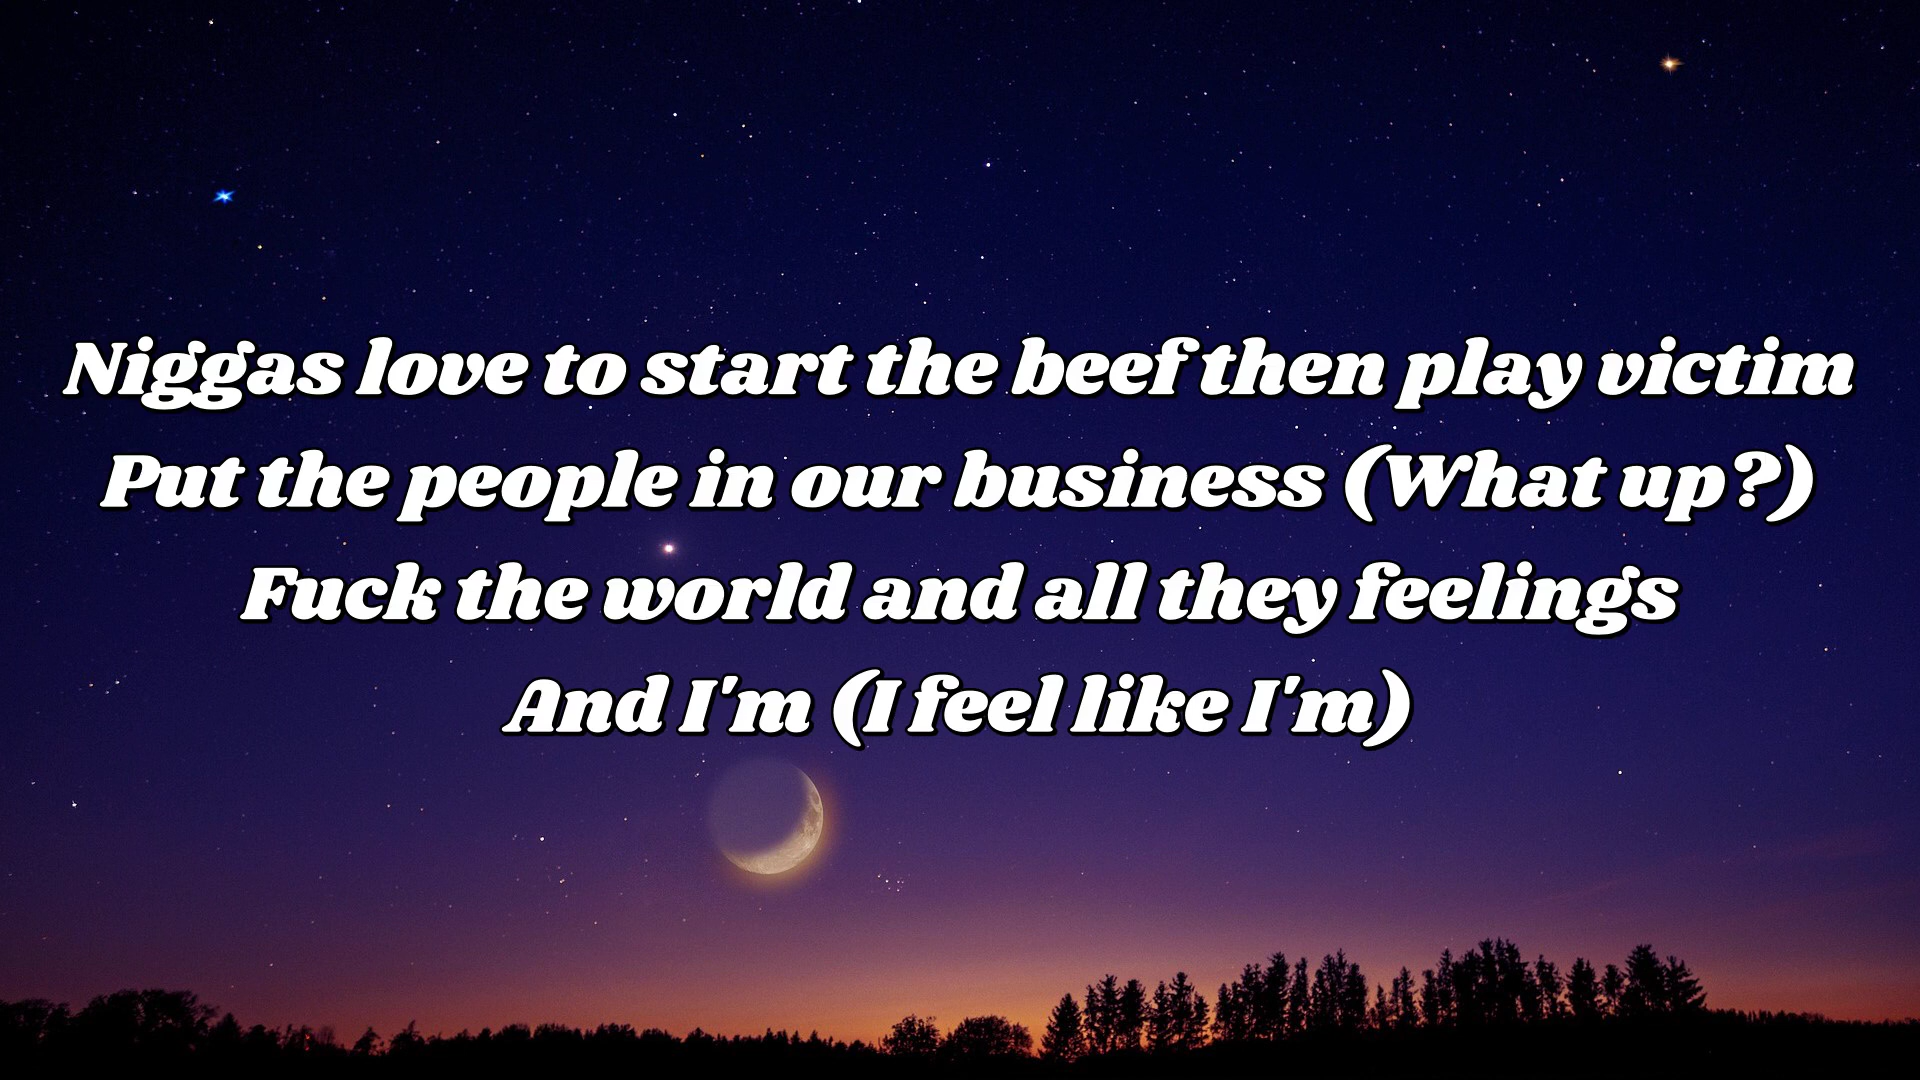 Niggas love to start the beef then play victim
Put the people in our business (What up?)
Fuck the world and all they feelings
And I'm (I feel like I'm)